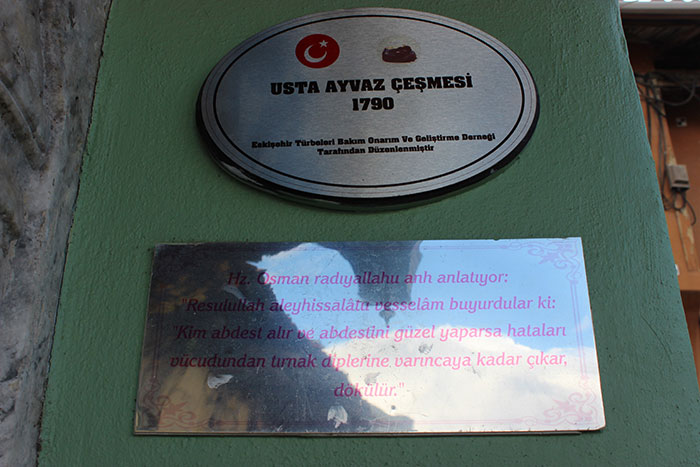 USTA AYVAZ ÇEŞMESİ
1790
Eskişehir Türbeleri Bakım Onarım Ve Geliştirme Derneği
Tarafından Düzenlenmiştir
Hz. Osman radıyallahu anh anlatıyor:
"Resulullah aleyhissalâtu vesselâm buyurdular ki:
"Kim abdest alır ve abdestini güzel yaparsa hataları
vücudundan tırnak diplerine varıncaya kadar çıkar,
dökülür."